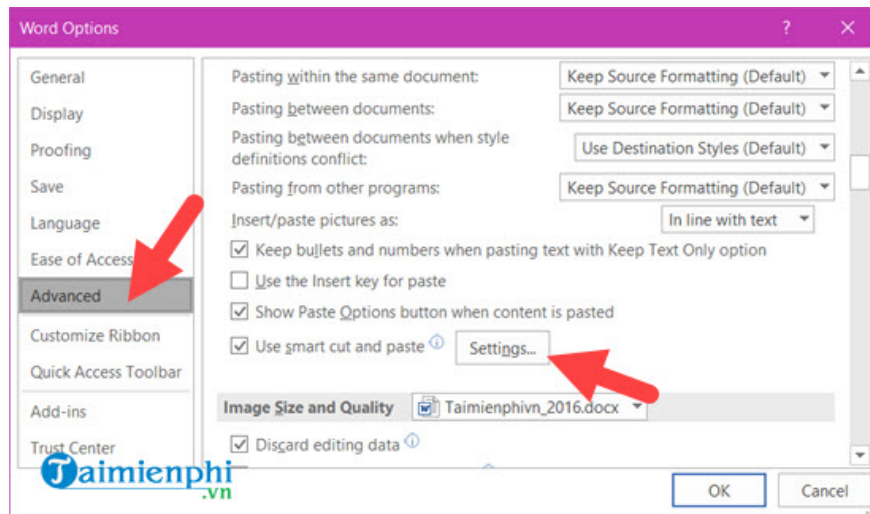 Word Options
General
Display
Proofing
Save
Language
Ease of Access
Advanced
Customize Ribbon
Quick Access Toolbar
Add-ins
Trust Center
Pasting within the same document: Keep Source Formatting (Default)
Pasting between documents: Keep Source Formatting (Default)
Pasting between documents when style
definitions conflict: Use Destination Styles (Default)
Pasting from other programs: Keep Source Formatting (Default)
Insert/paste pictures as: In line with text
Keep bullets and numbers when pasting text with Keep Text Only option
Use the Insert key for paste
Show Paste Options button when content is pasted
Use smart cut and paste Settings...
Image Size and Quality Taimienphivn_2016.docx
Discard editing data
Taimienphi
.vn
OK Cancel